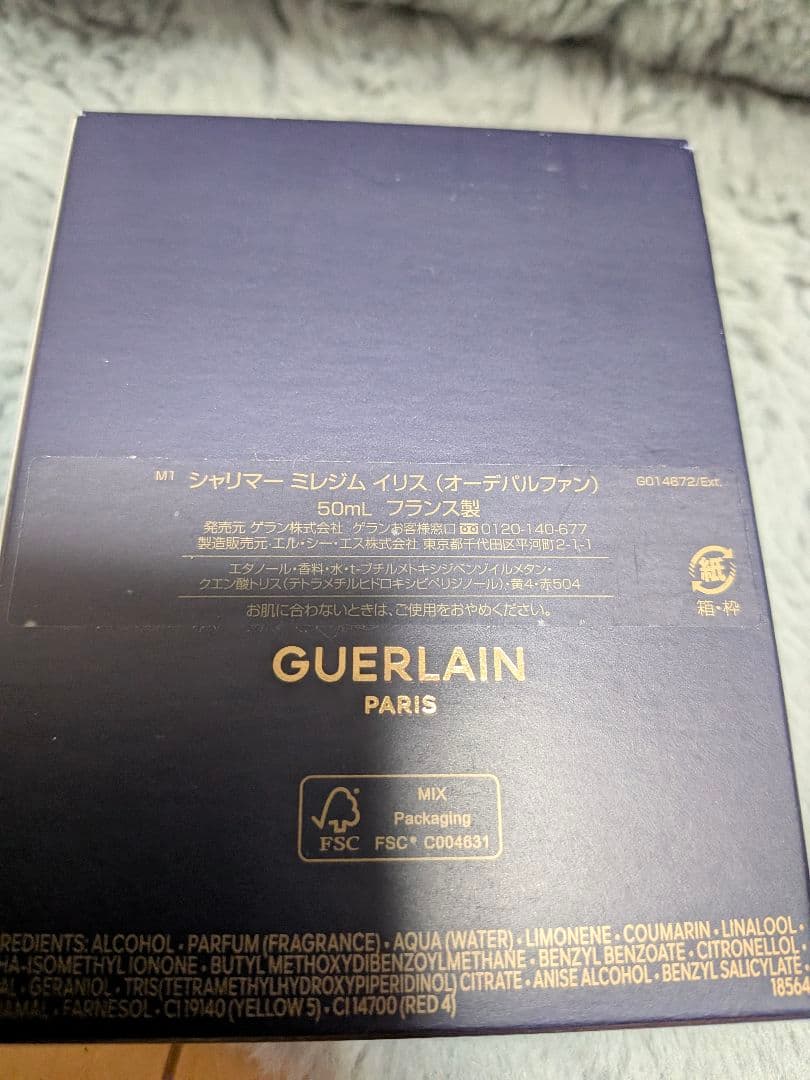 M1 シャリマー ミレジム イリス (オーデパルファン) G014672/Ext.
50mL フランス製
発売元 ゲラン株式会社 ゲランお客様窓口 0120-140-677
製造販売元 エル・シー・エス株式会社 東京都千代田区平河町2-1-1
エタノール・香料・水・t-ブチルメトキシジベンゾイルメタン・
クエン酸トリス(テトラメチルヒドロキシピペリジノール)・黄4・赤504
お肌に合わないときは、ご使用をおやめください。
紙
箱・枠
GUERLAIN
PARIS
FSC
MIX
Packaging
FSC® C004631
REDIENTS: ALCOHOL • PARFUM (FRAGRANCE) • AQUA (WATER) • LIMONENE • COUMARIN • LINALOOL •
HA-ISOMETHYL IONONE • BUTYL METHOXYDIBENZOYLMETHANE • BENZYL BENZOATE • CITRONELLOL •
AL • GERANIOL • TRIS(TETRAMETHYLHYDROXYPIPERIDINOL) CITRATE • ANISE ALCOHOL • BENZYL SALICYLATE •
NAMAL • FARNESOL • CI 19140 (YELLOW 5) • CI 14700 (RED 4) 18564